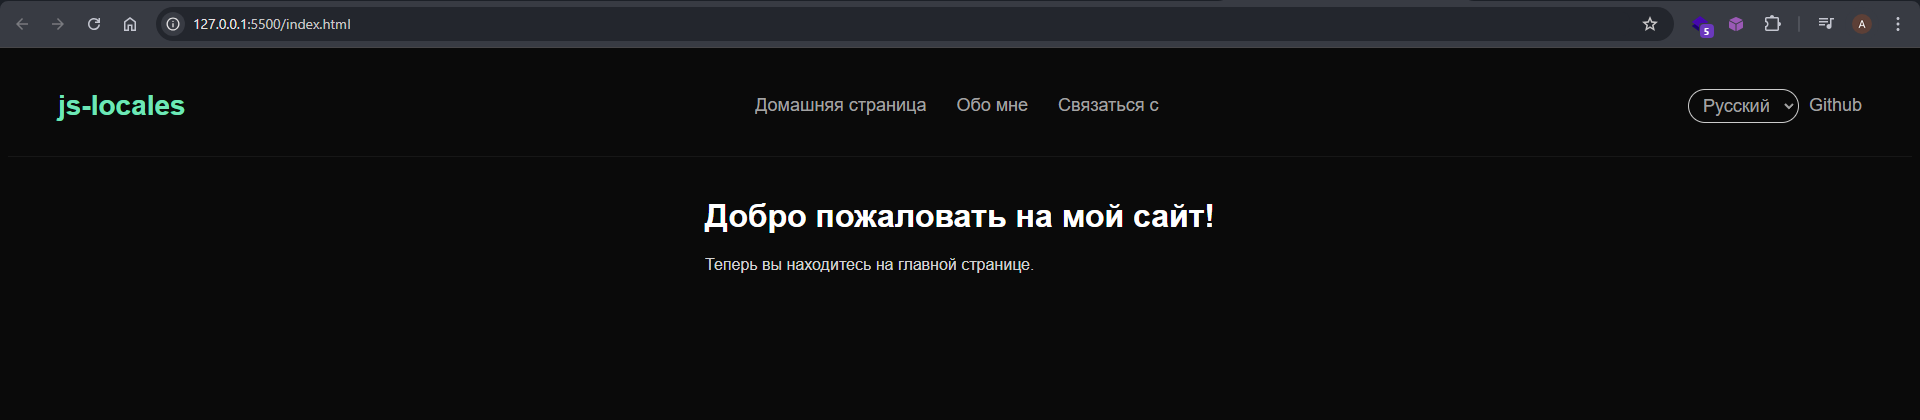 127.0.0.1:5500/index.html
5
A
js-locales
Домашняя страница Обо мне Связаться с
Русский Github
Добро пожаловать на мой сайт!
Теперь вы находитесь на главной странице.